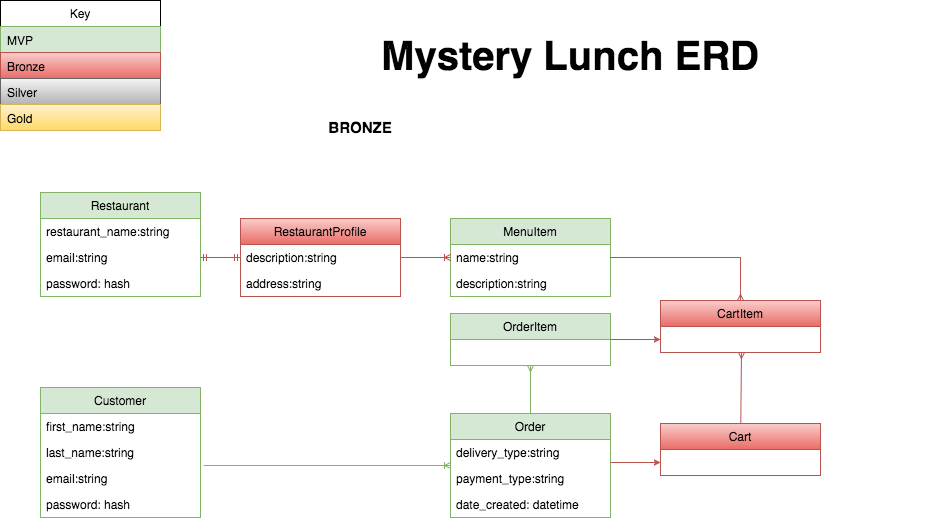 Key
MVP
Bronze
Silver
Gold
Mystery Lunch ERD
BRONZE
Restaurant
restaurant_name:string
email:string
password: hash
RestaurantProfile
description:string
address:string
MenuItem
name:string
description:string
CartItem
OrderItem
Customer
first_name:string
last_name:string
email:string
password: hash
Order
delivery_type:string
payment_type:string
date_created: datetime
Cart